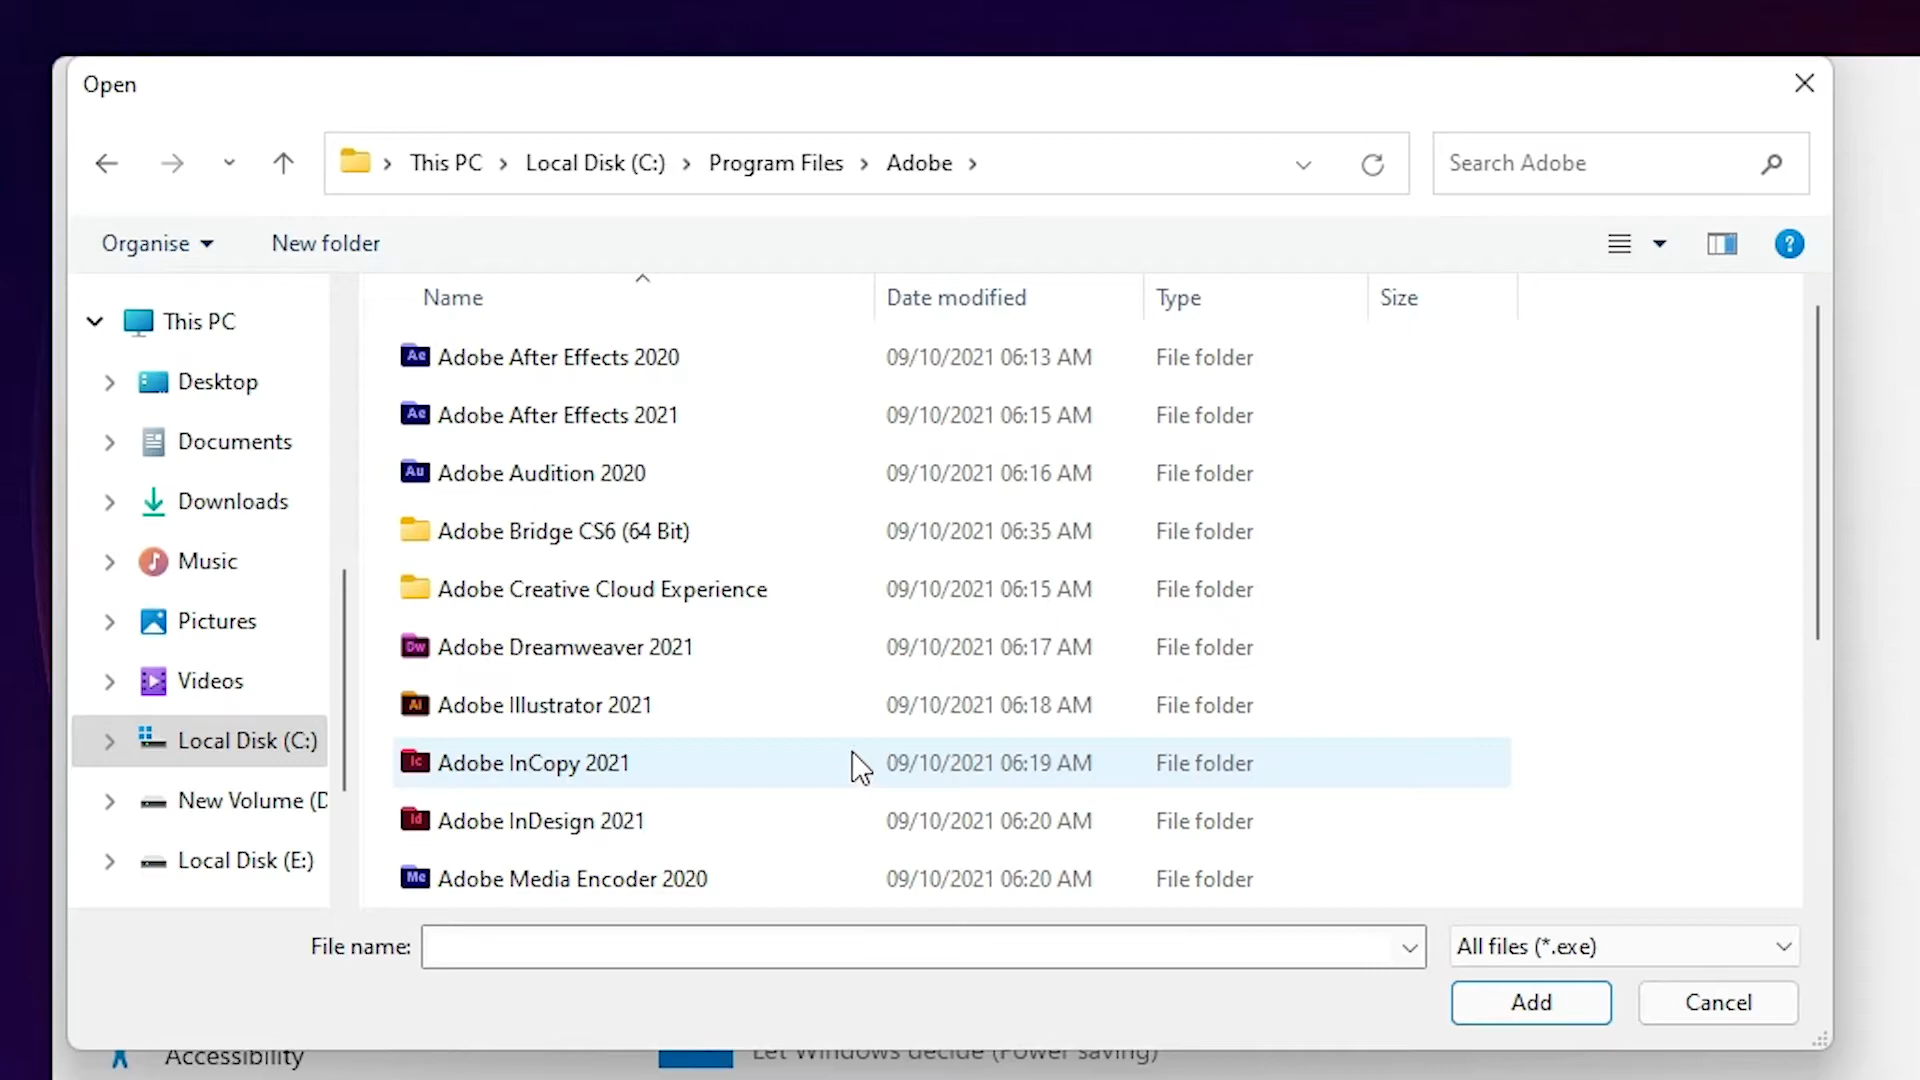 Open
This PC > Local Disk (C:) > Program Files > Adobe >
Search Adobe
Organise
New folder
?
Name Date modified Type Size
This PC
Desktop
Documents
Downloads
Music
Pictures
Videos
Local Disk (C:)
New Volume (D
Local Disk (E:)
Ae Adobe After Effects 2020 09/10/2021 06:13 AM File folder
Ae Adobe After Effects 2021 09/10/2021 06:15 AM File folder
Au Adobe Audition 2020 09/10/2021 06:16 AM File folder
Adobe Bridge CS6 (64 Bit) 09/10/2021 06:35 AM File folder
Adobe Creative Cloud Experience 09/10/2021 06:15 AM File folder
Dw Adobe Dreamweaver 2021 09/10/2021 06:17 AM File folder
Ai Adobe Illustrator 2021 09/10/2021 06:18 AM File folder
Ic Adobe InCopy 2021 09/10/2021 06:19 AM File folder
Id Adobe InDesign 2021 09/10/2021 06:20 AM File folder
Me Adobe Media Encoder 2020 09/10/2021 06:20 AM File folder
File name:
All files (*.exe)
Add
Cancel
Accessibility
Let Windows decide (Power saving)